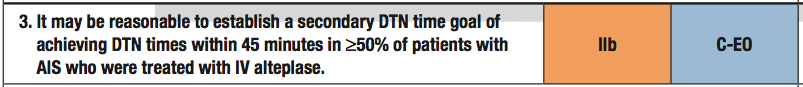 3. It may be reasonable to establish a secondary DTN time goal of
achieving DTN times within 45 minutes in ≥50% of patients with
AIS who were treated with IV alteplase.
IIb
C-EO